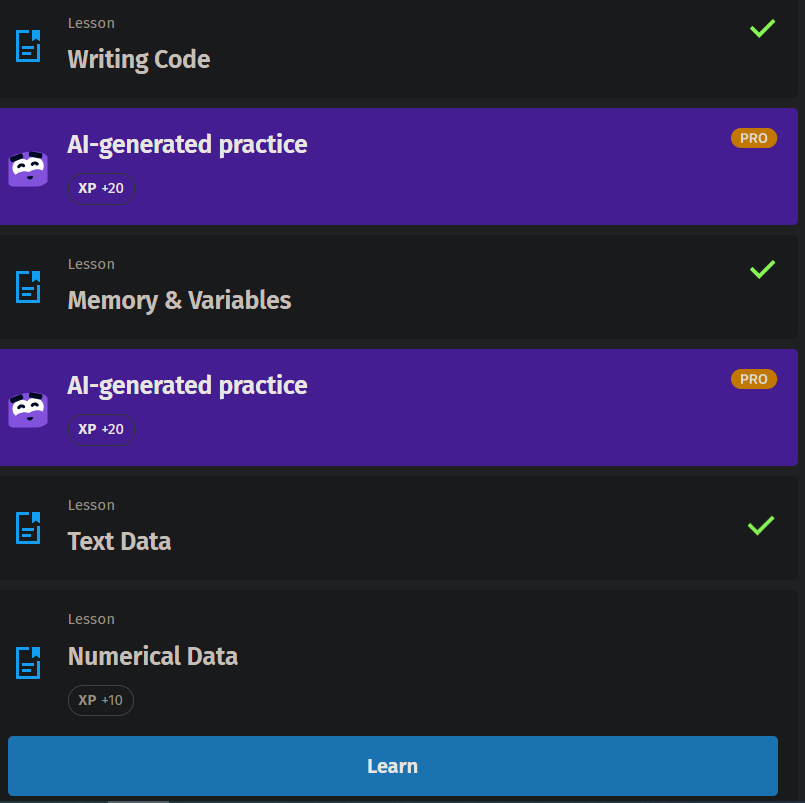 Lesson
Writing Code
AI-generated practice
PRO
XP +20
Lesson
Memory & Variables
AI-generated practice
PRO
XP +20
Lesson
Text Data
Lesson
Numerical Data
XP +10
Learn